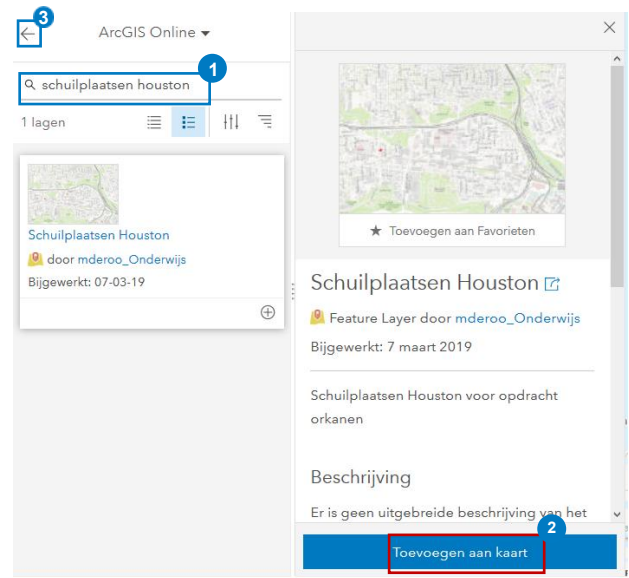 3
ArcGIS Online
1
schuilplaatsen houston
1 lagen
Schuilplaatsen Houston
door mderoo_Onderwijs
Bijgewerkt: 07-03-19
Toevoegen aan Favorieten
Schuilplaatsen Houston
Feature Layer door mderoo_Onderwijs
Bijgewerkt: 7 maart 2019
Schuilplaatsen Houston voor opdracht
orkanen
Beschrijving
Er is geen uitgebreide beschrijving van het
2
Toevoegen aan kaart